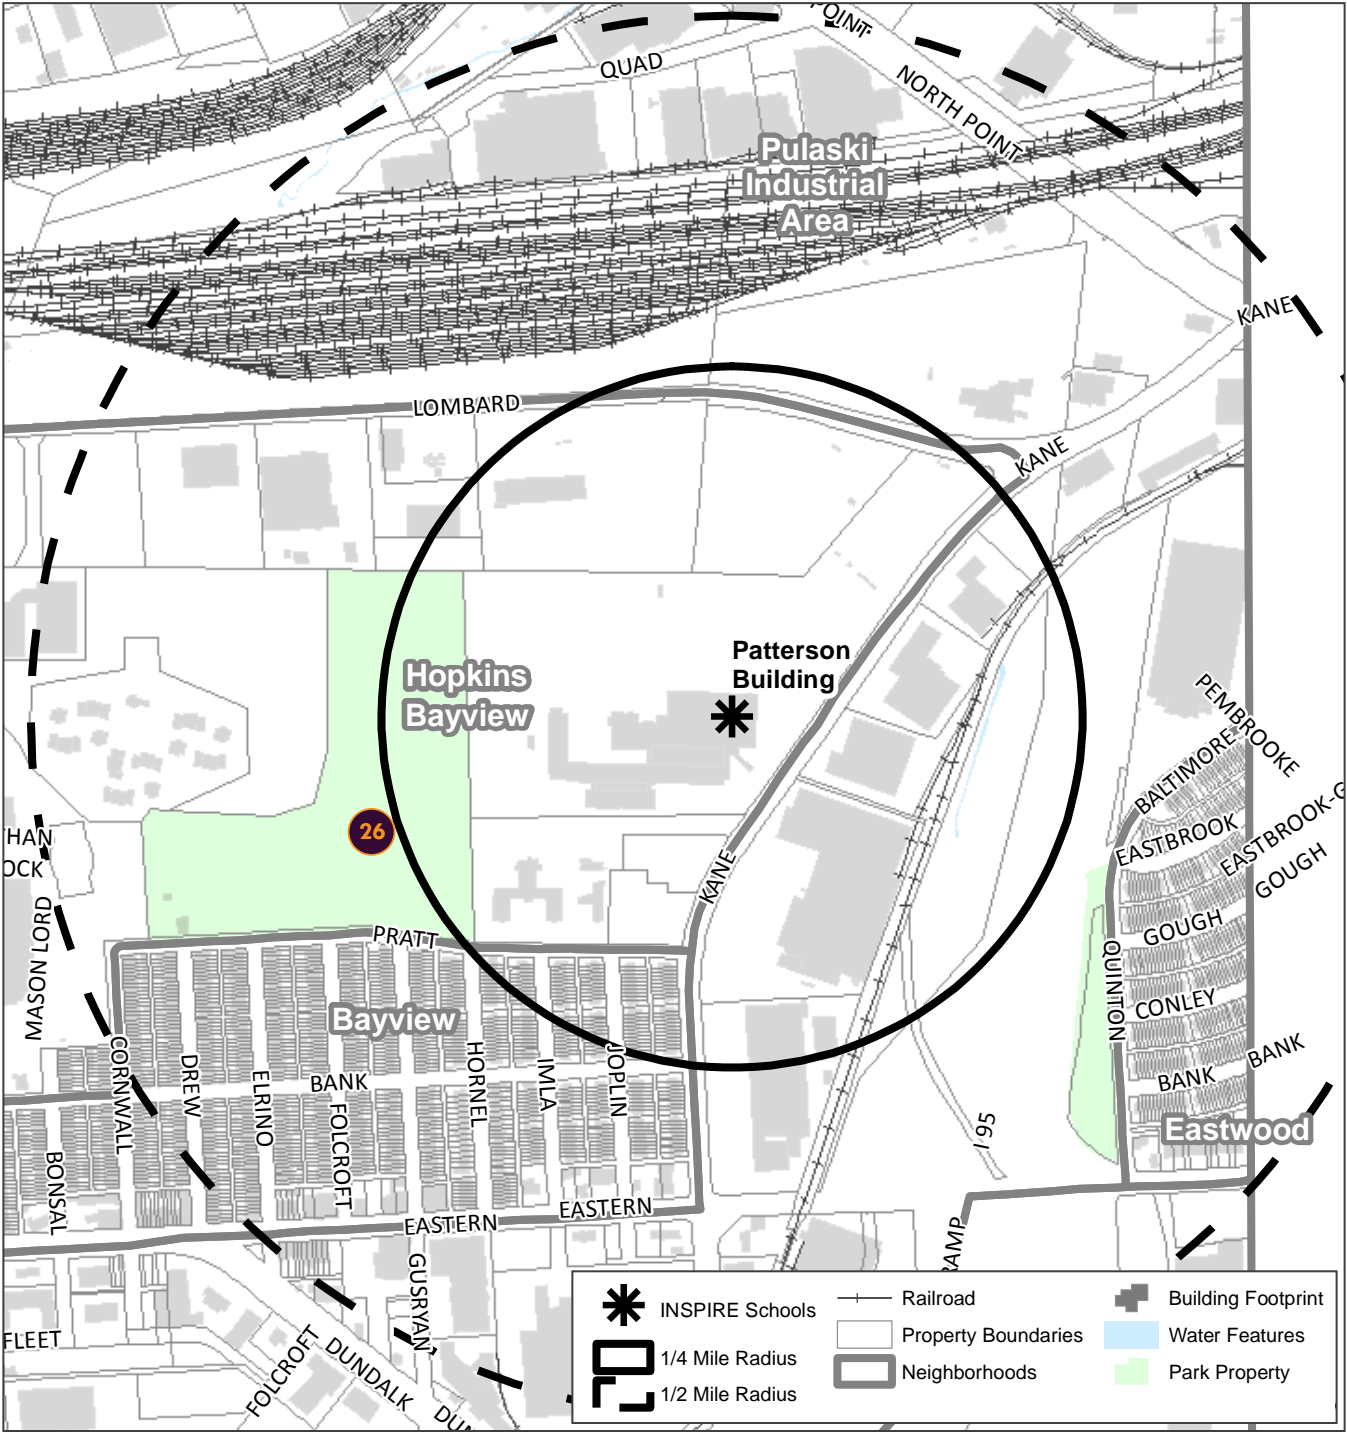 POINT
QUAD
NORTH POINT
Pulaski
Industrial
Area
KANE
LOMBARD
KANE
Patterson
Building
Hopkins
Bayview
PEMBROOKE
BALTIMORE
EASTBROOK
EASTBROOK-G
GOUGH
26
THAN
OCK
KANE
GOUGH
MASON LORD
PRATT
QUINTON
CONLEY
Bayview
BANK
BANK
CORNWALL
DREW
ELRINO
BANK
FOLCROFT
HORNEL
IMLA
JOPLIN
I 95
Eastwood
BONSAL
EASTERN
EASTERN
RAMP
GUSRYAN
FLEET
FOLCROFT
DUNDALK
DUN
INSPIRE Schools
1/4 Mile Radius
1/2 Mile Radius
Railroad
Property Boundaries
Neighborhoods
Building Footprint
Water Features
Park Property